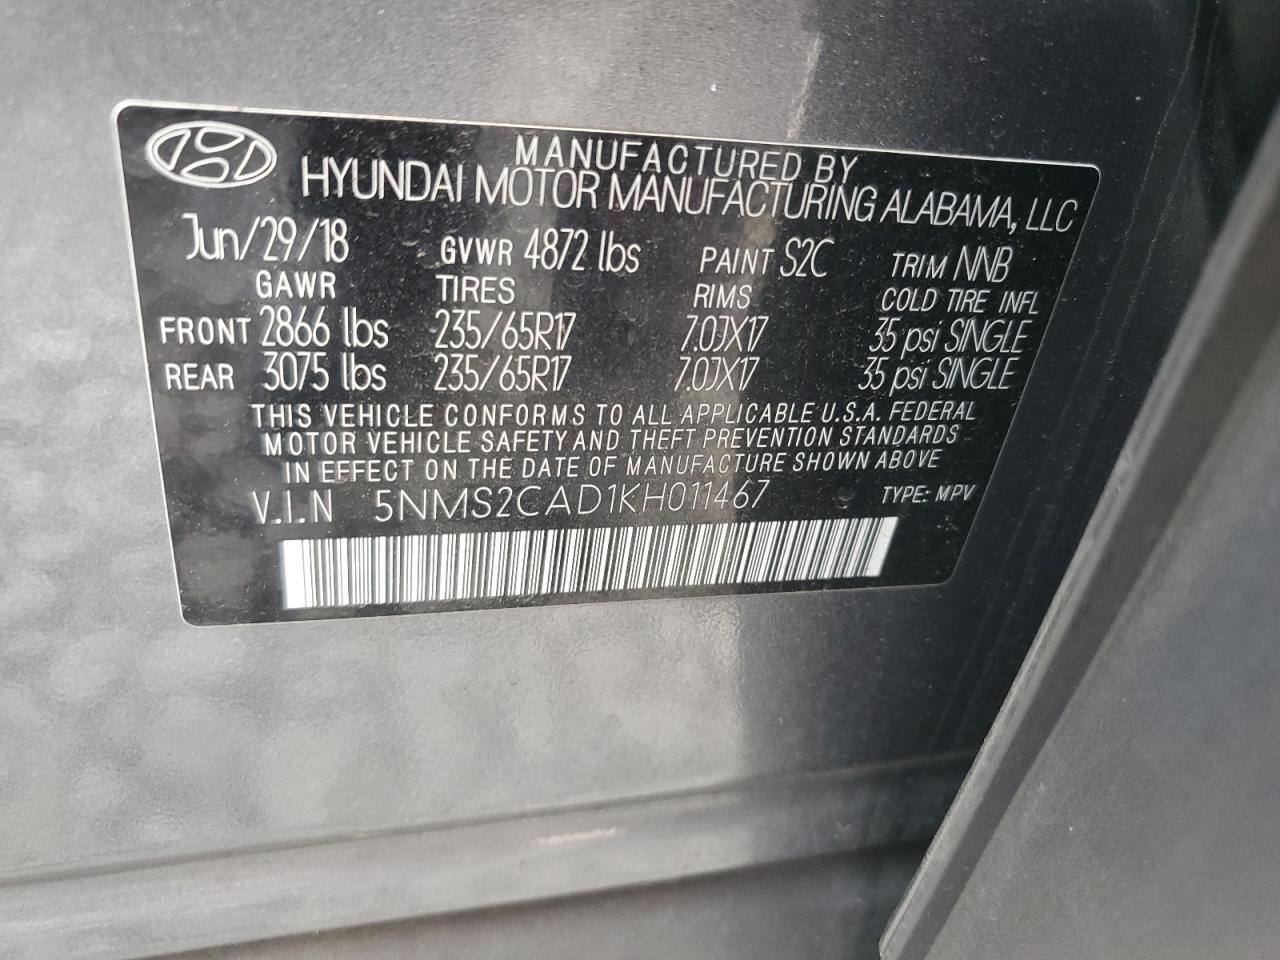 MANUFACTURED BY
HYUNDAI MOTOR MANUFACTURING ALABAMA, LLC
Jun/29/18 GVWR 4872 lbs PAINT S2C TRIM NNB
GAWR TIRES RIMS COLD TIRE INFL
FRONT 2866 lbs 235/65R17 7.0JX17 35 psi SINGLE
REAR 3075 lbs 235/65R17 7.0JX17 35 psi SINGLE
THIS VEHICLE CONFORMS TO ALL APPLICABLE U.S.A. FEDERAL
MOTOR VEHICLE SAFETY AND THEFT PREVENTION STANDARDS
IN EFFECT ON THE DATE OF MANUFACTURE SHOWN ABOVE
V.I.N 5NMS2CAD1KH011467 TYPE: MPV